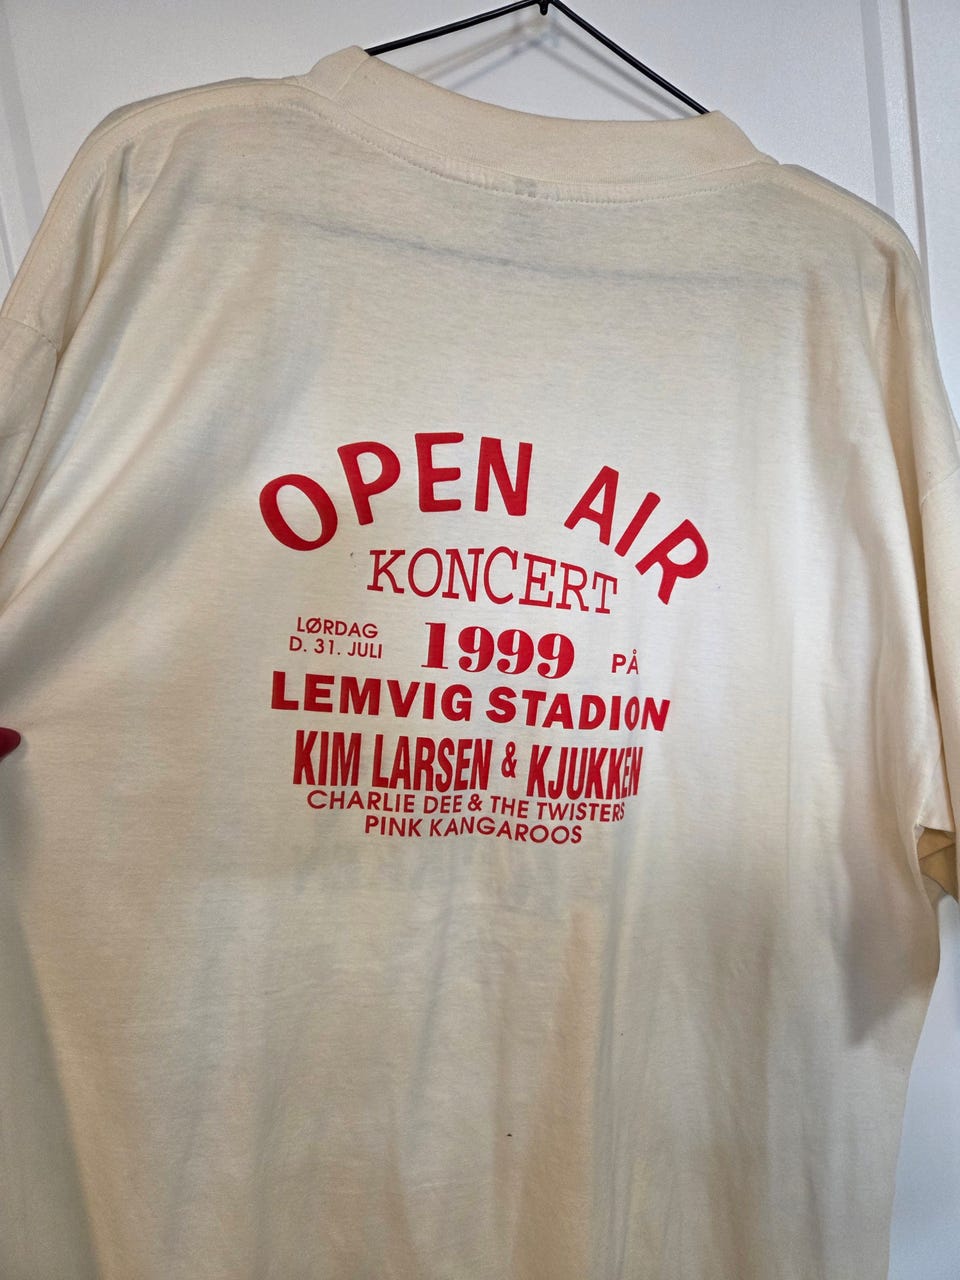 OPEN AIR
KONCERT
LØRDAG
D. 31. JULI
1999 PÅ
LEMVIG STADION
KIM LARSEN & KJUKKEN
CHARLIE DEE & THE TWISTERS
PINK KANGAROOS